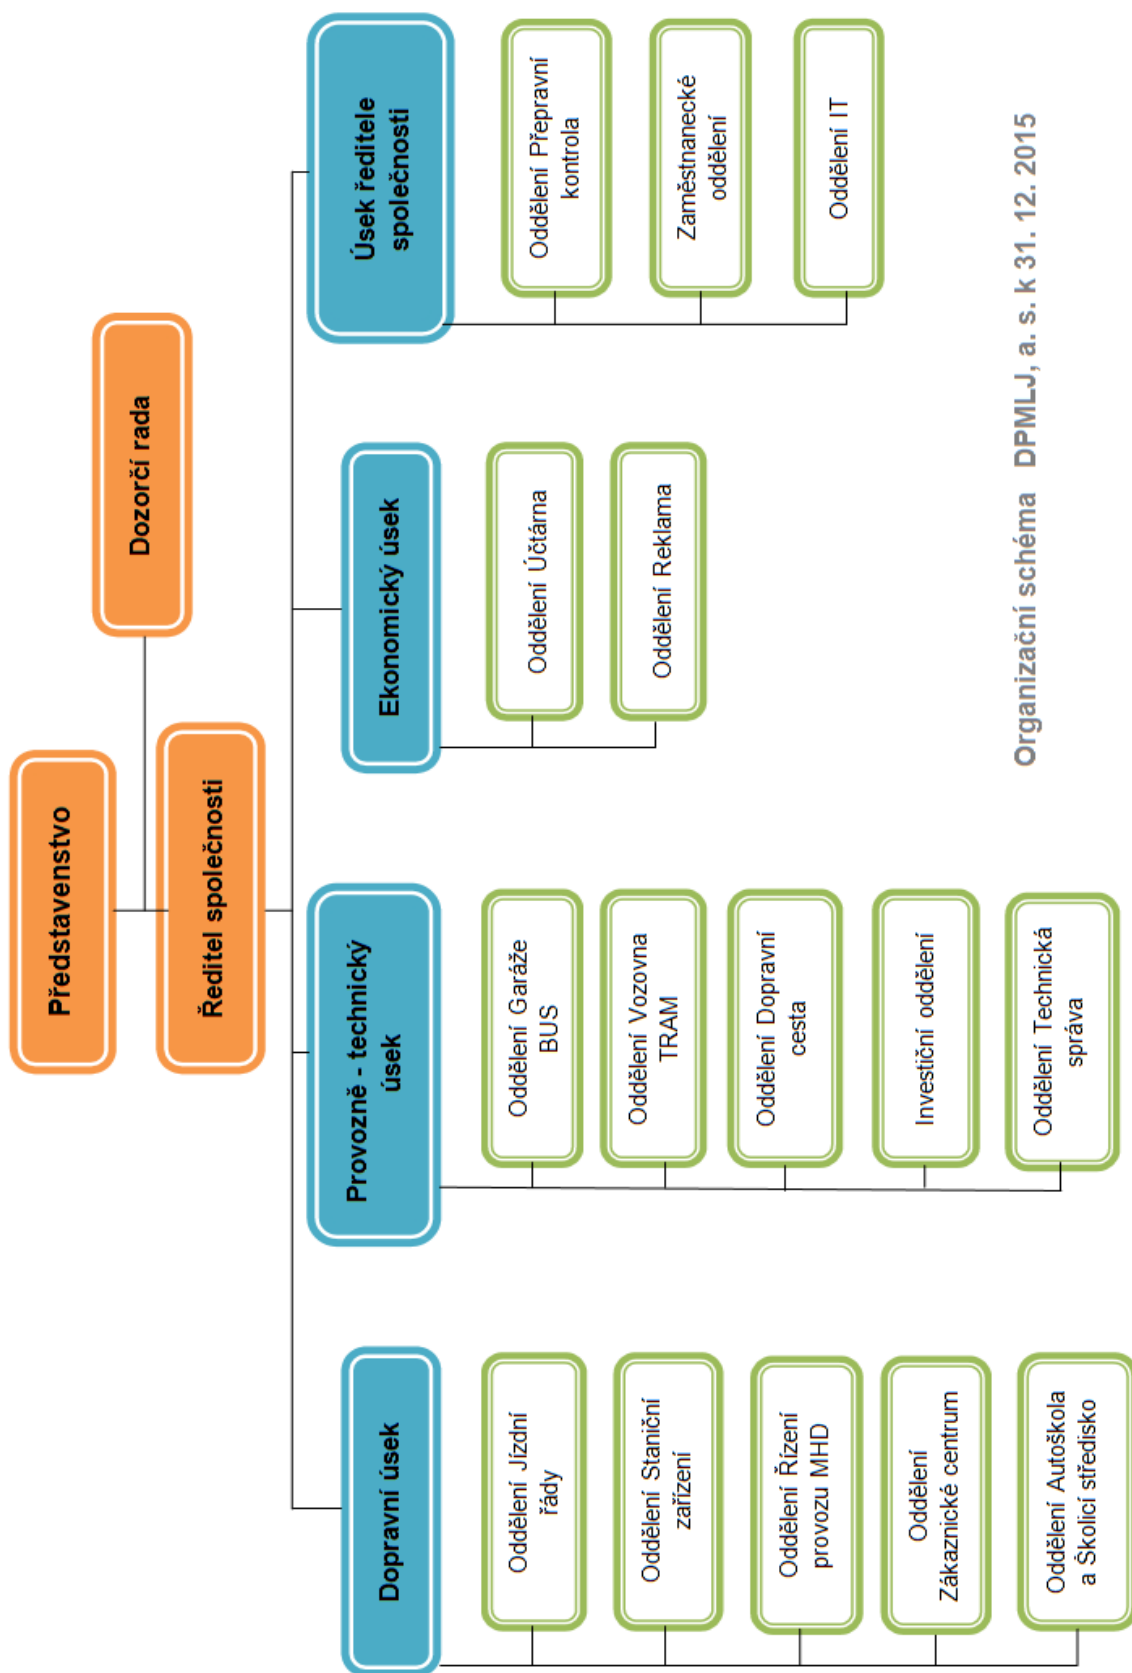 Představenstvo
Dozorčí rada
Ředitel společnosti
Dopravní úsek
Oddělení Jízdní
řády
Oddělení Staniční
zařízení
Oddělení Řízení
provozu MHD
Oddělení
Zákaznické centrum
Oddělení Autoškola
a Školicí středisko
Provozně - technický
úsek
Oddělení Garáže
BUS
Oddělení Vozovna
TRAM
Oddělení Dopravní
cesta
Investiční oddělení
Oddělení Technická
správa
Ekonomický úsek
Oddělení Účtárna
Oddělení Reklama
Úsek ředitele
společnosti
Oddělení Přepravní
kontrola
Zaměstnanecké
oddělení
Oddělení IT
Organizační schéma DPMLJ, a. s. k 31. 12. 2015